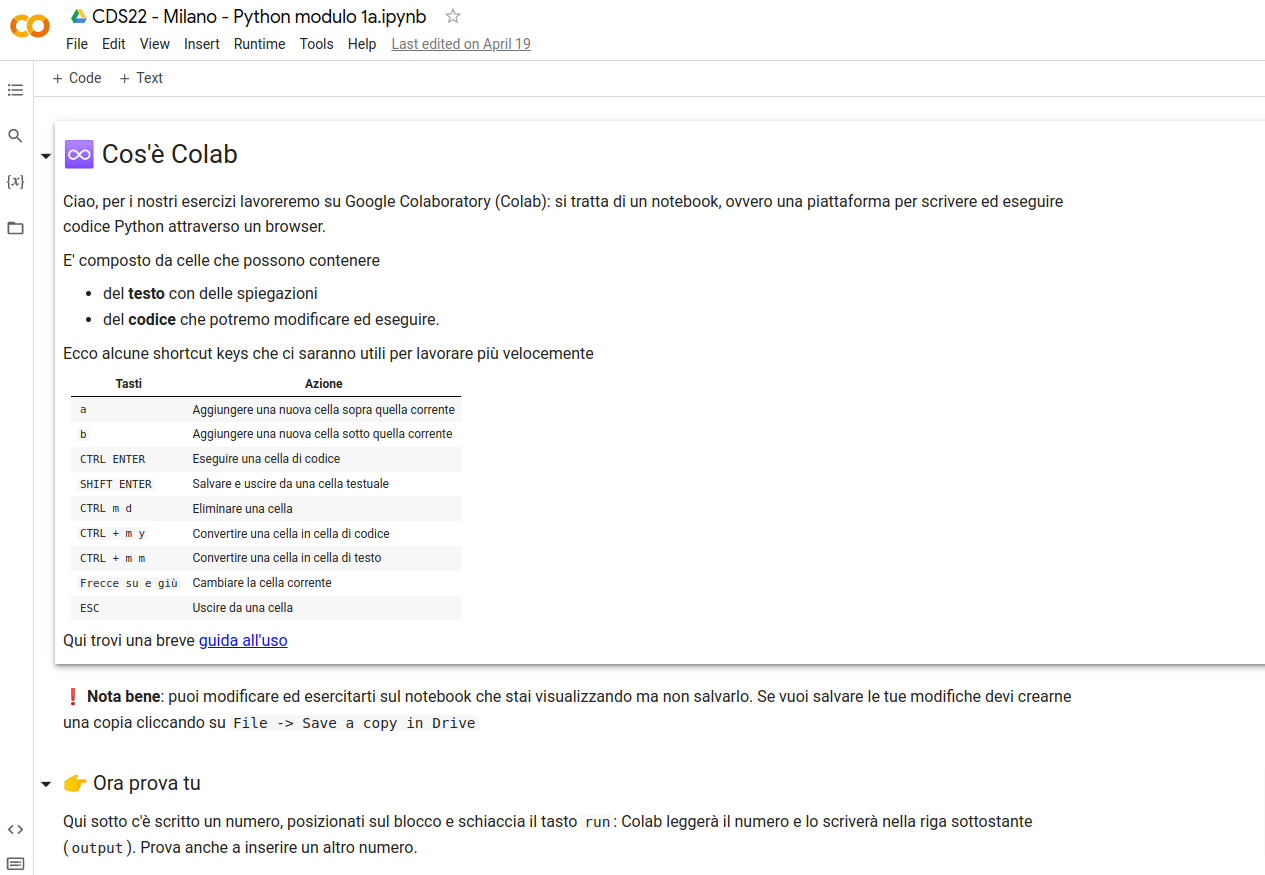 CDS22 - Milano - Python modulo 1a.ipynb
File Edit View Insert Runtime Tools Help Last edited on April 19
+ Code + Text
Cos'è Colab
{x}
Ciao, per i nostri esercizi lavoreremo su Google Colaboratory (Colab): si tratta di un notebook, ovvero una piattaforma per scrivere ed eseguire
codice Python attraverso un browser.
E' composto da celle che possono contenere
• del testo con delle spiegazioni
• del codice che potremo modificare ed eseguire.
Ecco alcune shortcut keys che ci saranno utili per lavorare più velocemente
Tasti Azione
a Aggiungere una nuova cella sopra quella corrente
b Aggiungere una nuova cella sotto quella corrente
CTRL ENTER Eseguire una cella di codice
SHIFT ENTER Salvare e uscire da una cella testuale
CTRL m d Eliminare una cella
CTRL + m y Convertire una cella in cella di codice
CTRL + m m Convertire una cella in cella di testo
Frecce su e giù Cambiare la cella corrente
ESC Uscire da una cella
Qui trovi una breve guida all'uso
❗ Nota bene: puoi modificare ed esercitarti sul notebook che stai visualizzando ma non salvarlo. Se vuoi salvare le tue modifiche devi crearne
una copia cliccando su File -> Save a copy in Drive
👉 Ora prova tu
Qui sotto c'è scritto un numero, posizionati sul blocco e schiaccia il tasto run: Colab leggerà il numero e lo scriverà nella riga sottostante
(output). Prova anche a inserire un altro numero.